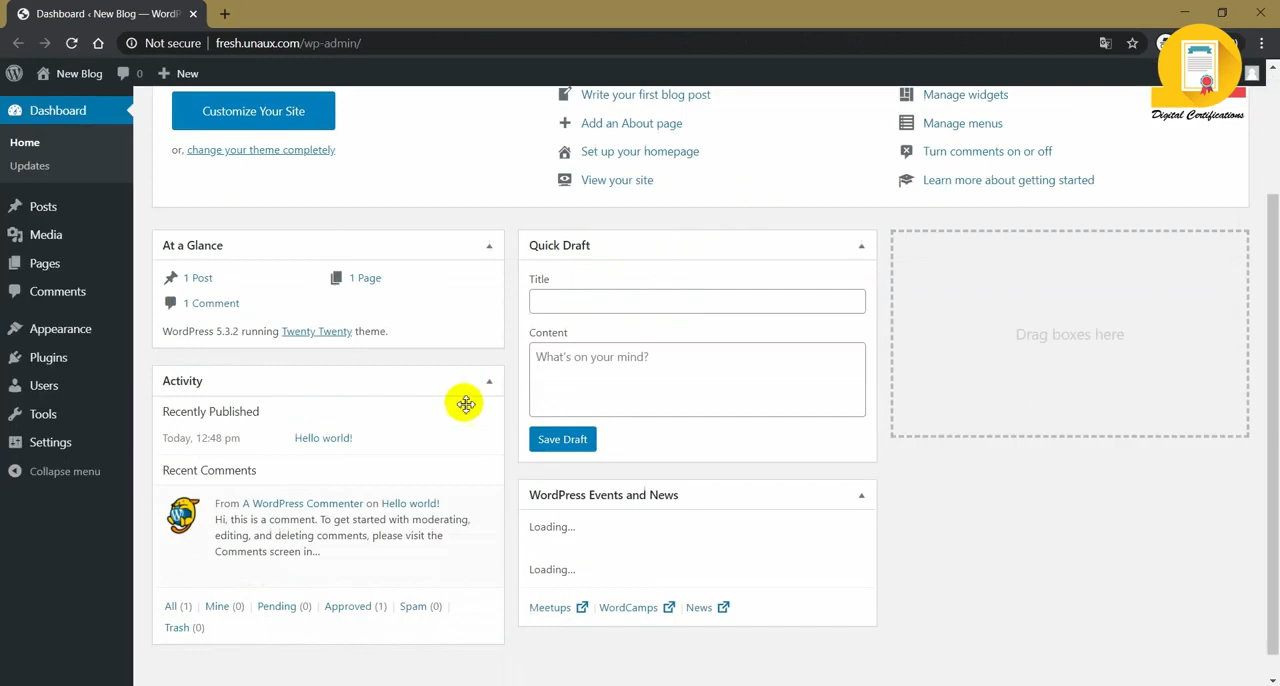 Dashboard ‹ New Blog — WordP
Not secure
fresh.unaux.com/wp-admin/
New Blog
0
New
Digital Certifications
Dashboard
Home
Updates
Posts
Media
Pages
Comments
Appearance
Plugins
Users
Tools
Settings
Collapse menu
Customize Your Site
or, change your theme completely
Write your first blog post
Add an About page
Set up your homepage
View your site
Manage widgets
Manage menus
Turn comments on or off
Learn more about getting started
At a Glance
1 Post
1 Page
1 Comment
WordPress 5.3.2 running Twenty Twenty theme.
Activity
Recently Published
Today, 12:48 pm
Hello world!
Recent Comments
From A WordPress Commenter on Hello world!
Hi, this is a comment. To get started with moderating,
editing, and deleting comments, please visit the
Comments screen in…
All (1) | Mine (0) | Pending (0) | Approved (1) | Spam (0) |
Trash (0)
Quick Draft
Title
Content
What's on your mind?
Save Draft
WordPress Events and News
Loading…
Loading…
Meetups | WordCamps | News
Drag boxes here